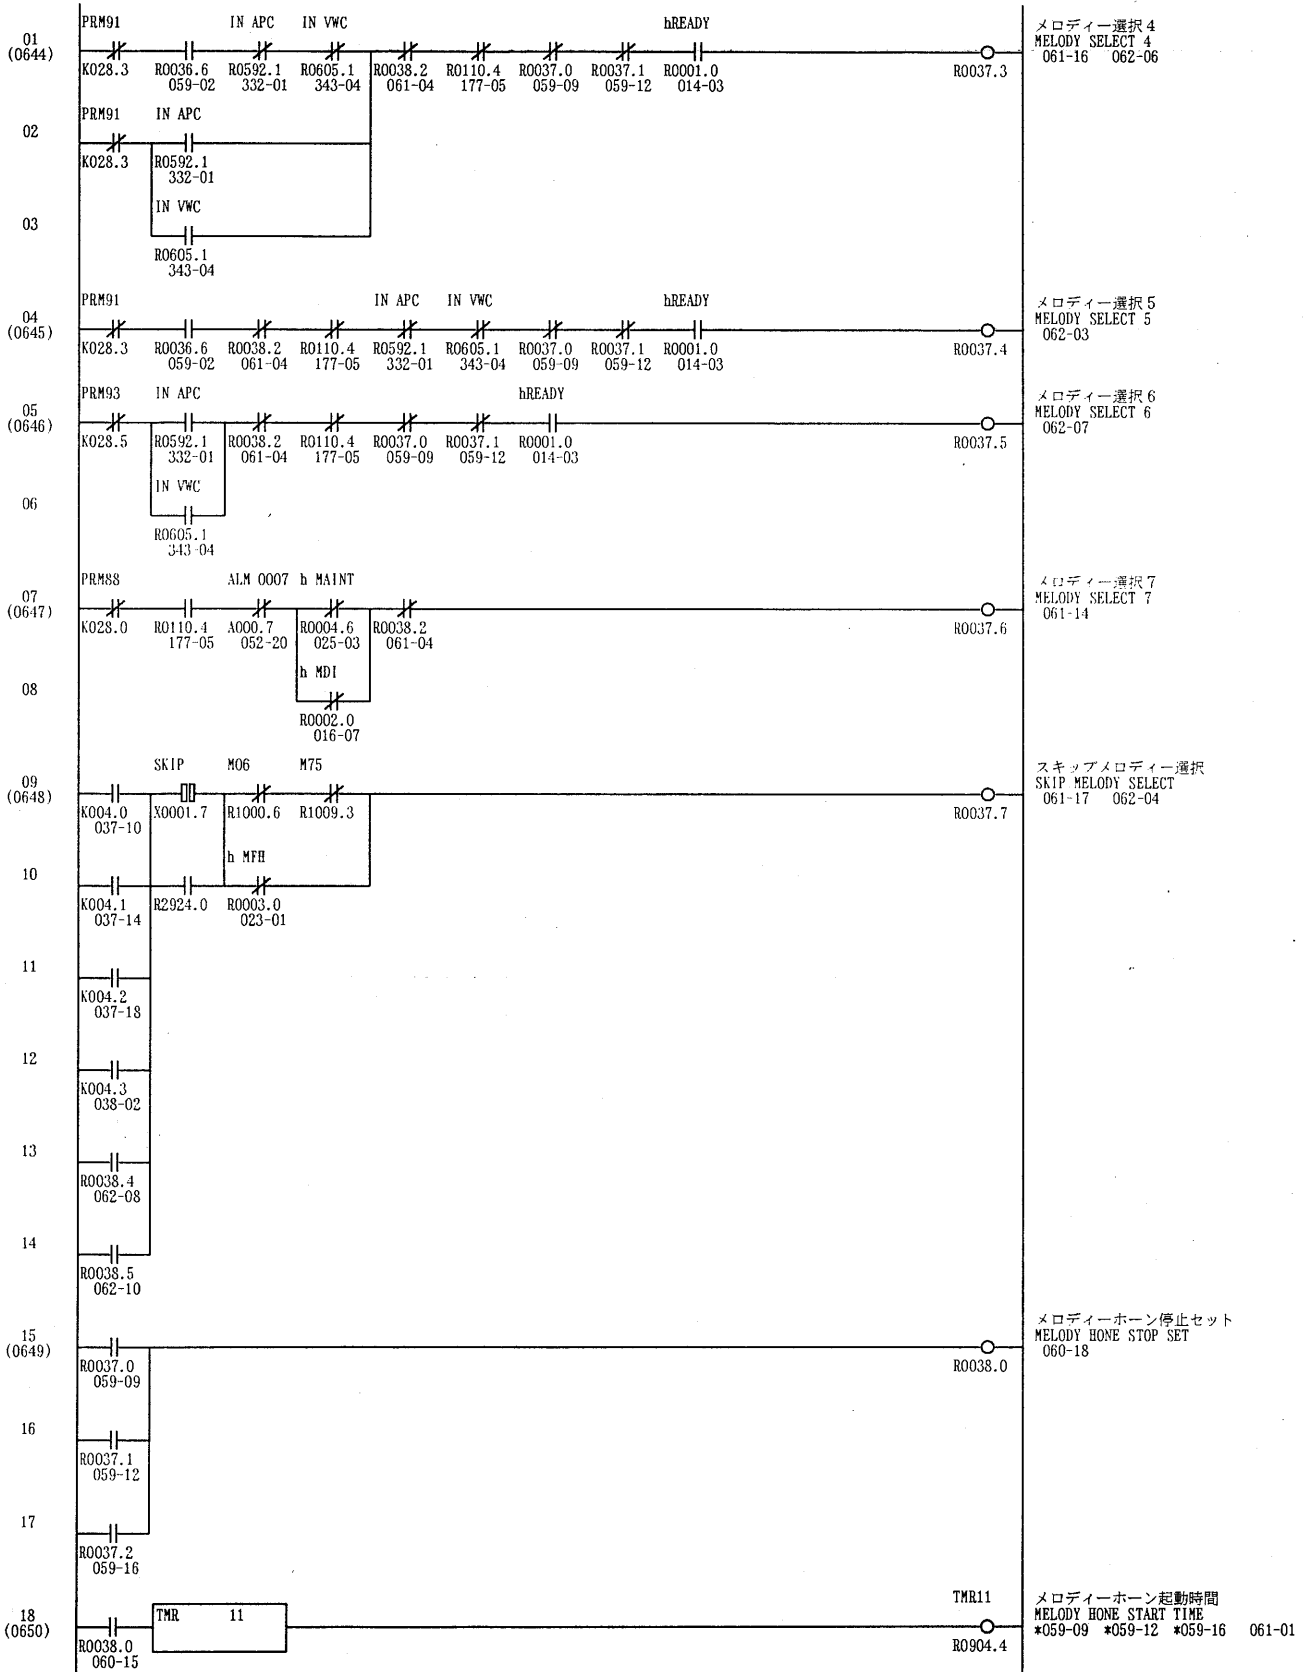 PRM91 IN APC IN VWC hREADY メロディー選択4
01 MELODY SELECT 4
(0644) 061-16 062-06
K028.3 R0036.6 R0592.1 R0605.1 R0038.2 R0110.4 R0037.0 R0037.1 R0001.0 R0037.3
059-02 332-01 343-04 061-04 177-05 059-09 059-12 014-03
PRM91 IN APC
02
K028.3 R0592.1
332-01
IN VWC
03
R0605.1
343-04
PRM91 IN APC IN VWC hREADY メロディー選択5
04 MELODY SELECT 5
(0645) 062-03
K028.3 R0036.6 R0038.2 R0110.4 R0592.1 R0605.1 R0037.0 R0037.1 R0001.0 R0037.4
059-02 061-04 177-05 332-01 343-04 059-09 059-12 014-03
PRM93 IN APC hREADY メロディー選択6
05 MELODY SELECT 6
(0646) 062-07
K028.5 R0592.1 R0038.2 R0110.4 R0037.0 R0037.1 R0001.0 R0037.5
332-01 061-04 177-05 059-09 059-12 014-03
IN VWC
06
R0605.1
343-04
PRM88 ALM 0007 h MAINT メロディー選択7
07 MELODY SELECT 7
(0647) 061-14
K028.0 R0110.4 A000.7 R0004.6 R0038.2 R0037.6
177-05 052-20 025-03 061-04
h MDI
08
R0002.0
016-07
SKIP M06 M75 スキップメロディー選択
09 SKIP MELODY SELECT
(0648) 061-17 062-04
K004.0 X0001.7 R1000.6 R1009.3 R0037.7
037-10
h MFH
10
K004.1 R2924.0 R0003.0
037-14 023-01
11
K004.2
037-18
12
K004.3
038-02
13
R0038.4
062-08
14
R0038.5
062-10
メロディーホーン停止セット
15 MELODY HONE STOP SET
(0649) 060-18
R0037.0 R0038.0
059-09
16
R0037.1
059-12
17
R0037.2
059-16
TMR11 メロディーホーン起動時間
18 TMR 11 MELODY HONE START TIME
(0650) *059-09 *059-12 *059-16 061-01
R0038.0 R0904.4
060-15